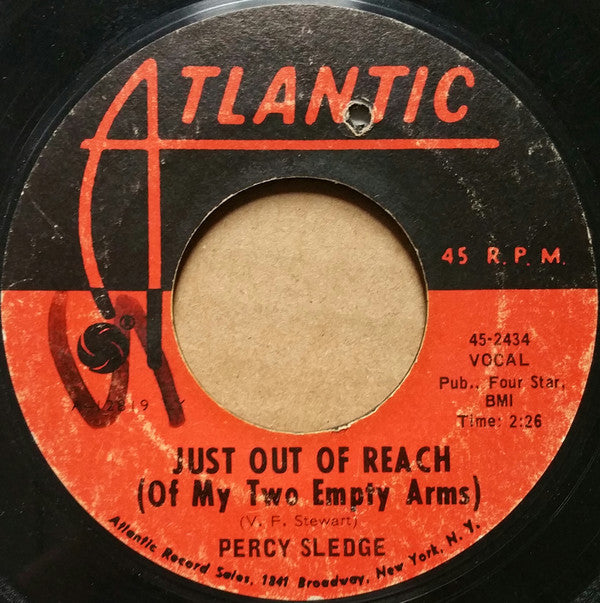 ATLANTIC
45 R.P.M.
®
45-2434
VOCAL
Pub., Four Star,
BMI
Time: 2:26
JUST OUT OF REACH
(Of My Two Empty Arms)
(V. F. Stewart)
PERCY SLEDGE
Atlantic Record Sales, 1841 Broadway, New York, N.Y.